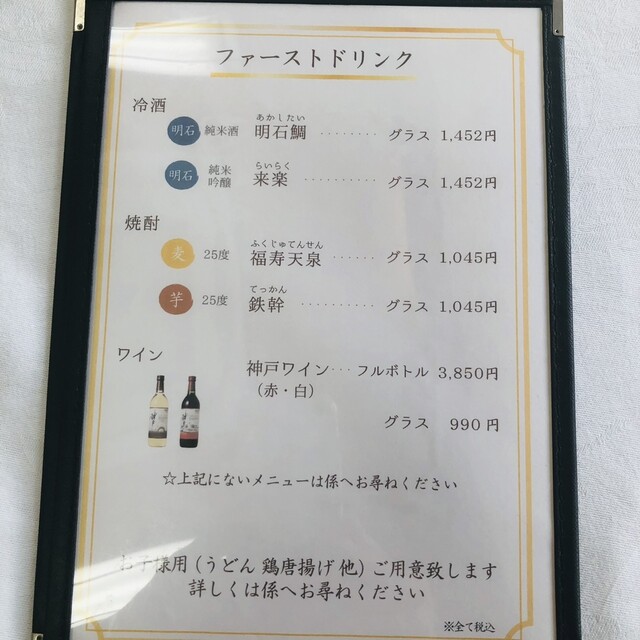 ファーストドリンク
冷酒
あかしたい
明石 純米酒 明石鯛 ········ グラス 1,452円
らいらく
明石 純米吟醸 来楽 ·········· グラス 1,452円
焼酎
ふくじゅてんせん
麦 25度 福寿天泉 ······ グラス 1,045円
てっかん
芋 25度 鉄幹 ·········· グラス 1,045円
ワイン
神戸ワイン··· フルボトル 3,850円
（赤・白）
グラス 990円
☆上記にないメニューは係へお尋ねください
お子様用（うどん 鶏唐揚げ 他）ご用意致します
詳しくは係へお尋ねください
※全て税込